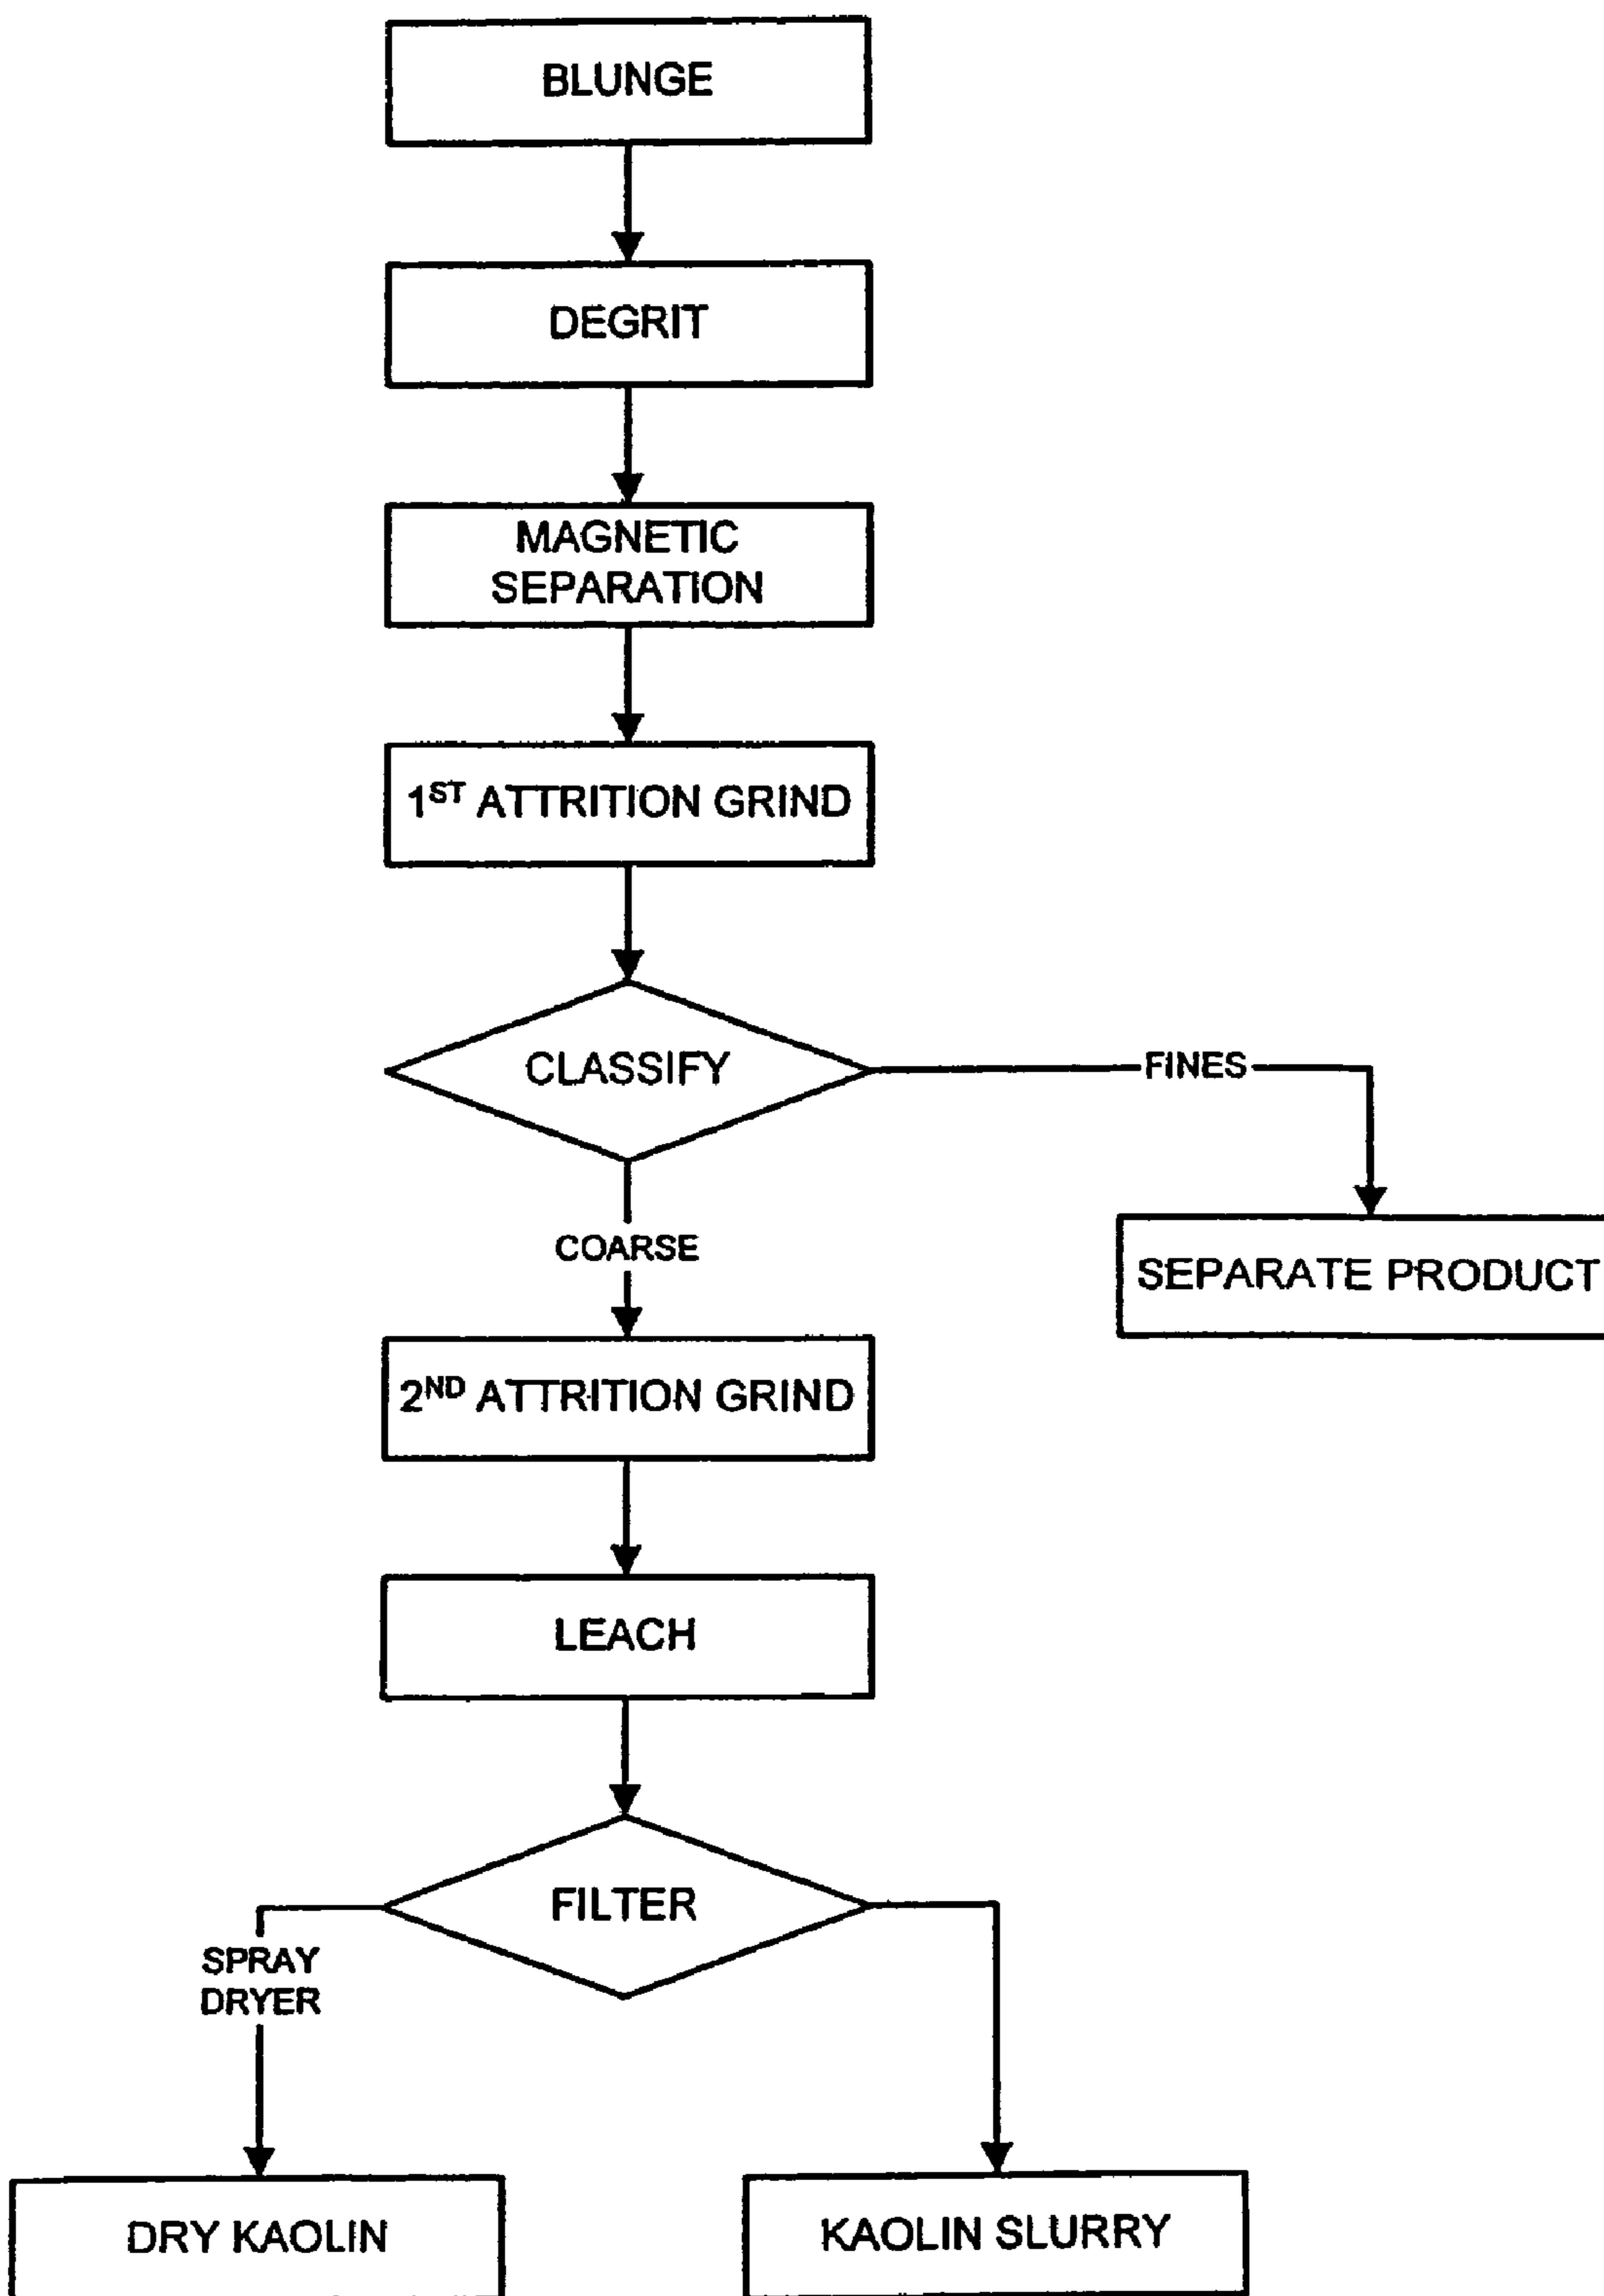 BLUNGE
DEGRIT
MAGNETIC
SEPARATION
1ST ATTRITION GRIND
CLASSIFY
FINES
COARSE
SEPARATE PRODUCT
2ND ATTRITION GRIND
LEACH
FILTER
SPRAY
DRYER
DRY KAOLIN
KAOLIN SLURRY